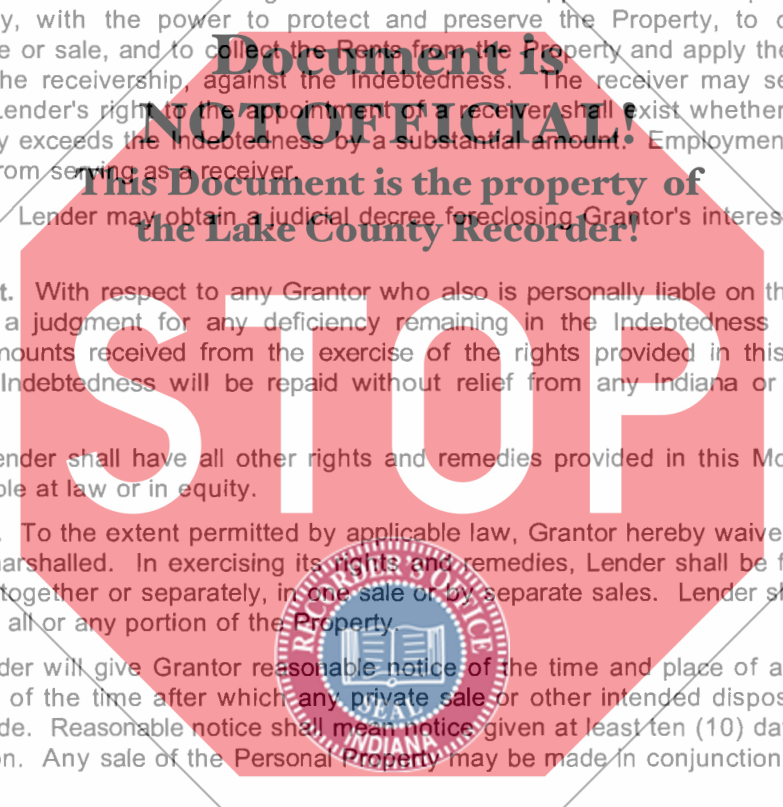 y, with the power to protect and preserve the Property, to
e or sale, and to collect the Rents from the Property and apply the
he receivership, against the Indebtedness. The receiver may se
Lender's right to the appointment of a receiver shall exist whether
y exceeds the Indebtedness by a substantial amount. Employmen
rom serving as a receiver.
Lender may obtain a judicial decree foreclosing Grantor's interes
Document is
NOT OFFICIAL!
This Document is the property of
the Lake County Recorder!
t. With respect to any Grantor who also is personally liable on th
a judgment for any deficiency remaining in the Indebtedness
mounts received from the exercise of the rights provided in this
Indebtedness will be repaid without relief from any Indiana or
STOP
ender shall have all other rights and remedies provided in this Mo
ble at law or in equity.
. To the extent permitted by applicable law, Grantor hereby waive
marshalled. In exercising its rights and remedies, Lender shall be f
together or separately, in one sale or by separate sales. Lender sh
all or any portion of the Property.
der will give Grantor reasonable notice of the time and place of a
of the time after which any private sale or other intended dispos
de. Reasonable notice shall mean notice given at least ten (10) da
on. Any sale of the Personal Property may be made in conjunction
RECORDER'S OFFICE
SEAL
INDIANA